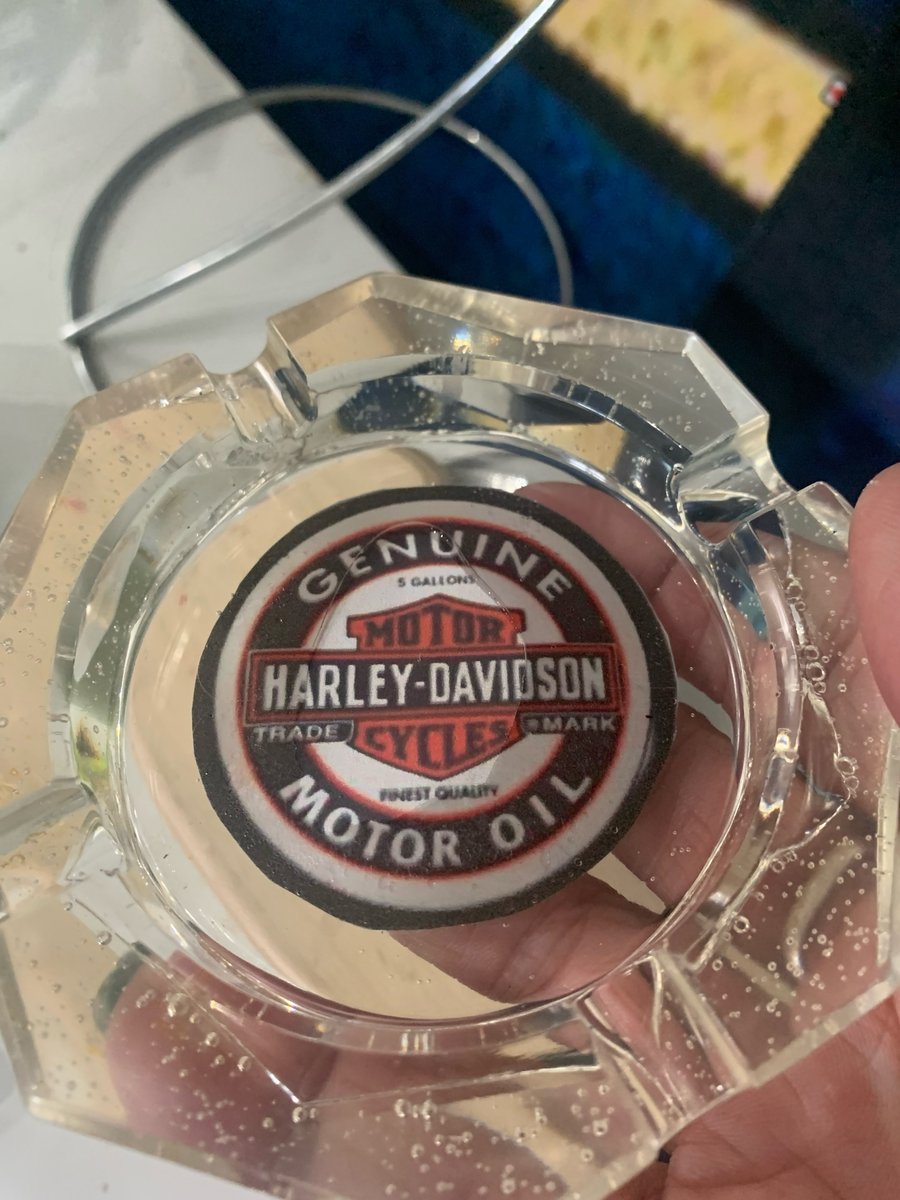 GENUINE
5 GALLONS
MOTOR
HARLEY-DAVIDSON
TRADE MARK
CYCLES
FINEST QUALITY
MOTOR OIL